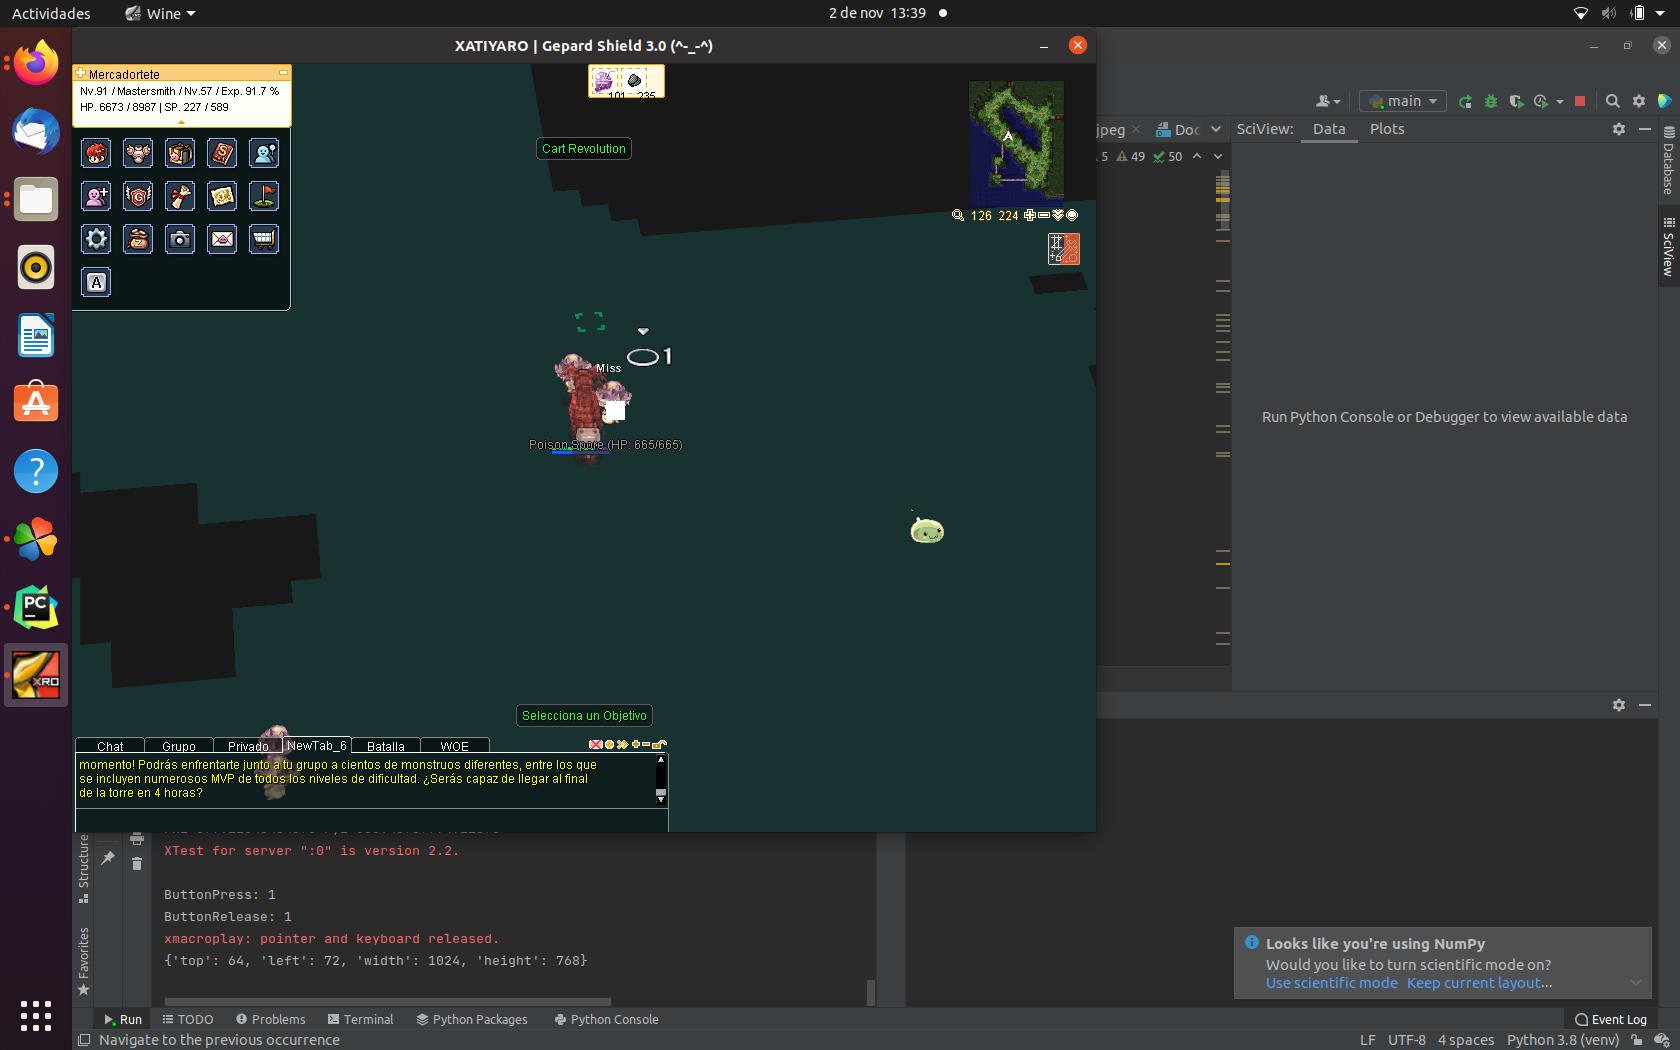 Actividades
Wine
2 de nov 13:39
XATIYARO | Gepard Shield 3.0 (^-_-^)
Mercadortete
Nv.91 / Mastersmith / Nv.57 / Exp. 91.7 %
HP. 6673 / 8987 | SP. 227 / 589
101 235
Cart Revolution
126 224
Miss
1
Poison Spore (HP: 665/665)
Selecciona un Objetivo
Chat Grupo Privado NewTab_6 Batalla WOE
momento! Podrás enfrentarte junto a tu grupo a cientos de monstruos diferentes, entre los que
se incluyen numerosos MVP de todos los niveles de dificultad. ¿Serás capaz de llegar al final
de la torre en 4 horas?
main
jpeg
Doc
SciView: Data Plots
5 49 50
Database
SciView
Run Python Console or Debugger to view available data
XRO
PC
A
XTest for server ":0" is version 2.2.
ButtonPress: 1
ButtonRelease: 1
xmacroplay: pointer and keyboard released.
{'top': 64, 'left': 72, 'width': 1024, 'height': 768}
Structure
Favorites
Looks like you're using NumPy
Would you like to turn scientific mode on?
Use scientific mode Keep current layout...
Run TODO Problems Terminal Python Packages Python Console
Event Log
Navigate to the previous occurrence
LF UTF-8 4 spaces Python 3.8 (venv)